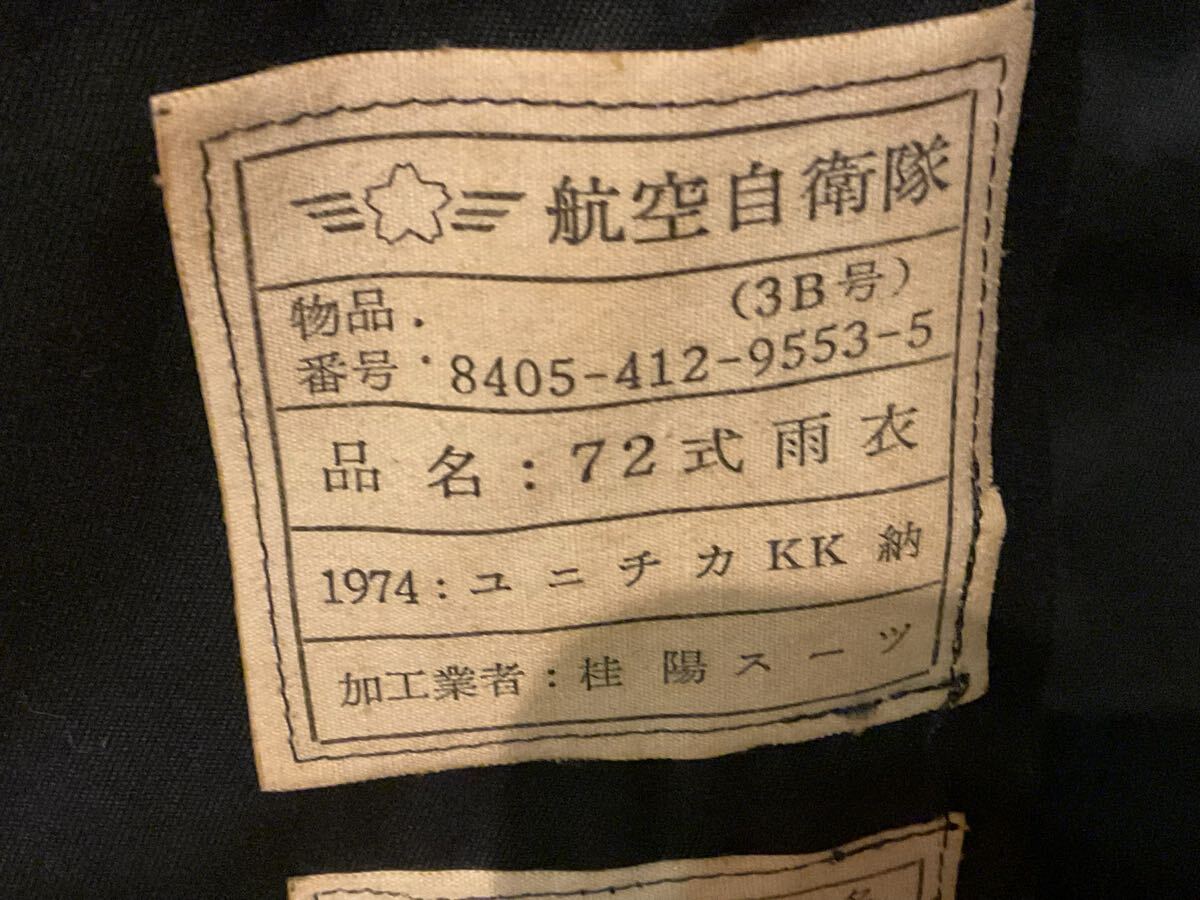 航空自衛隊
物品. (3B号)
番号・8405-412-9553-5
品名:72式雨衣
1974:ユニチカKK納
加工業者:桂陽スーツ